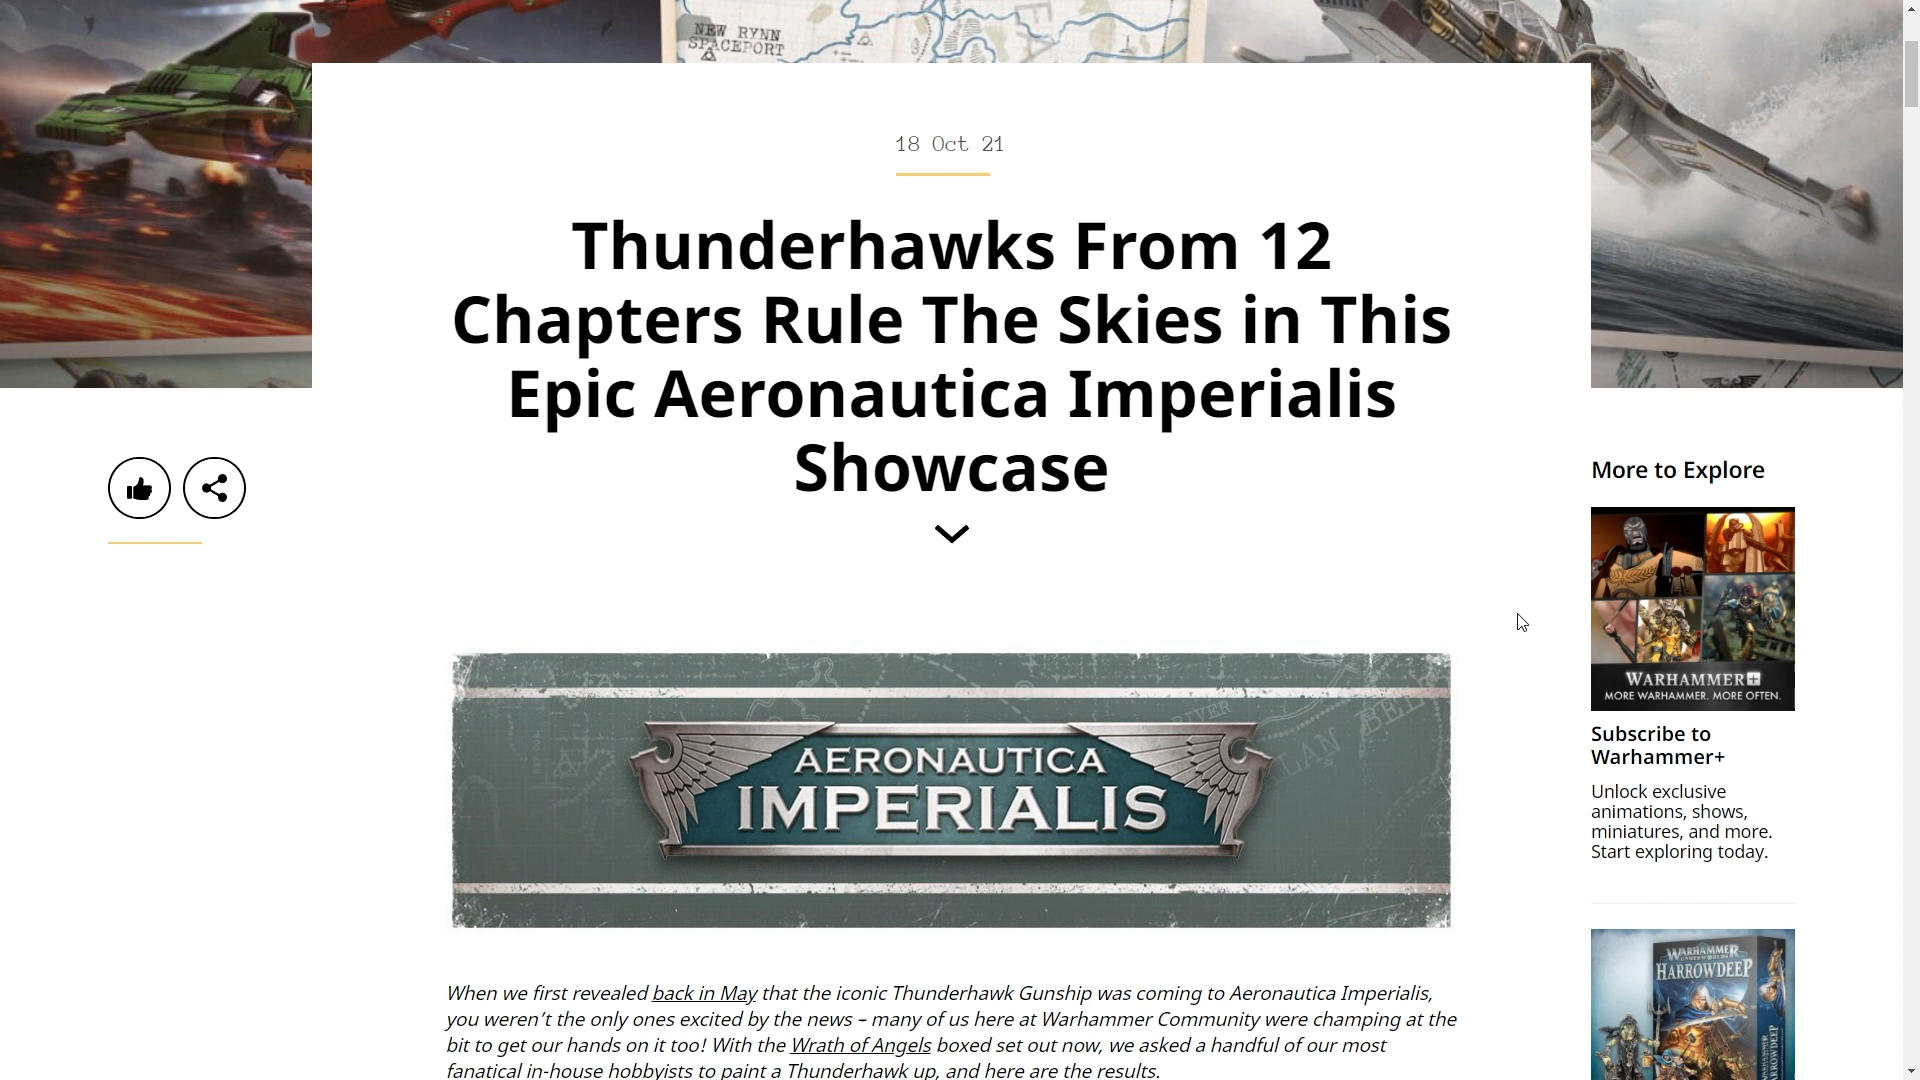 NEW RYNN
SPACEPORT
18 Oct 21
Thunderhawks From 12
Chapters Rule The Skies in This
Epic Aeronautica Imperialis
Showcase
AERONAUTICA
IMPERIALIS
RIVER
When we first revealed back in May that the iconic Thunderhawk Gunship was coming to Aeronautica Imperialis,
you weren’t the only ones excited by the news – many of us here at Warhammer Community were champing at the
bit to get our hands on it too! With the Wrath of Angels boxed set out now, we asked a handful of our most
fanatical in-house hobbyists to paint a Thunderhawk up, and here are the results.
More to Explore
WARHAMMER+
MORE WARHAMMER. MORE OFTEN.
Subscribe to
Warhammer+
Unlock exclusive
animations, shows,
miniatures, and more.
Start exploring today.
WARHAMMER
UNDERWORLDS
HARROWDEEP
HARROWDEEP